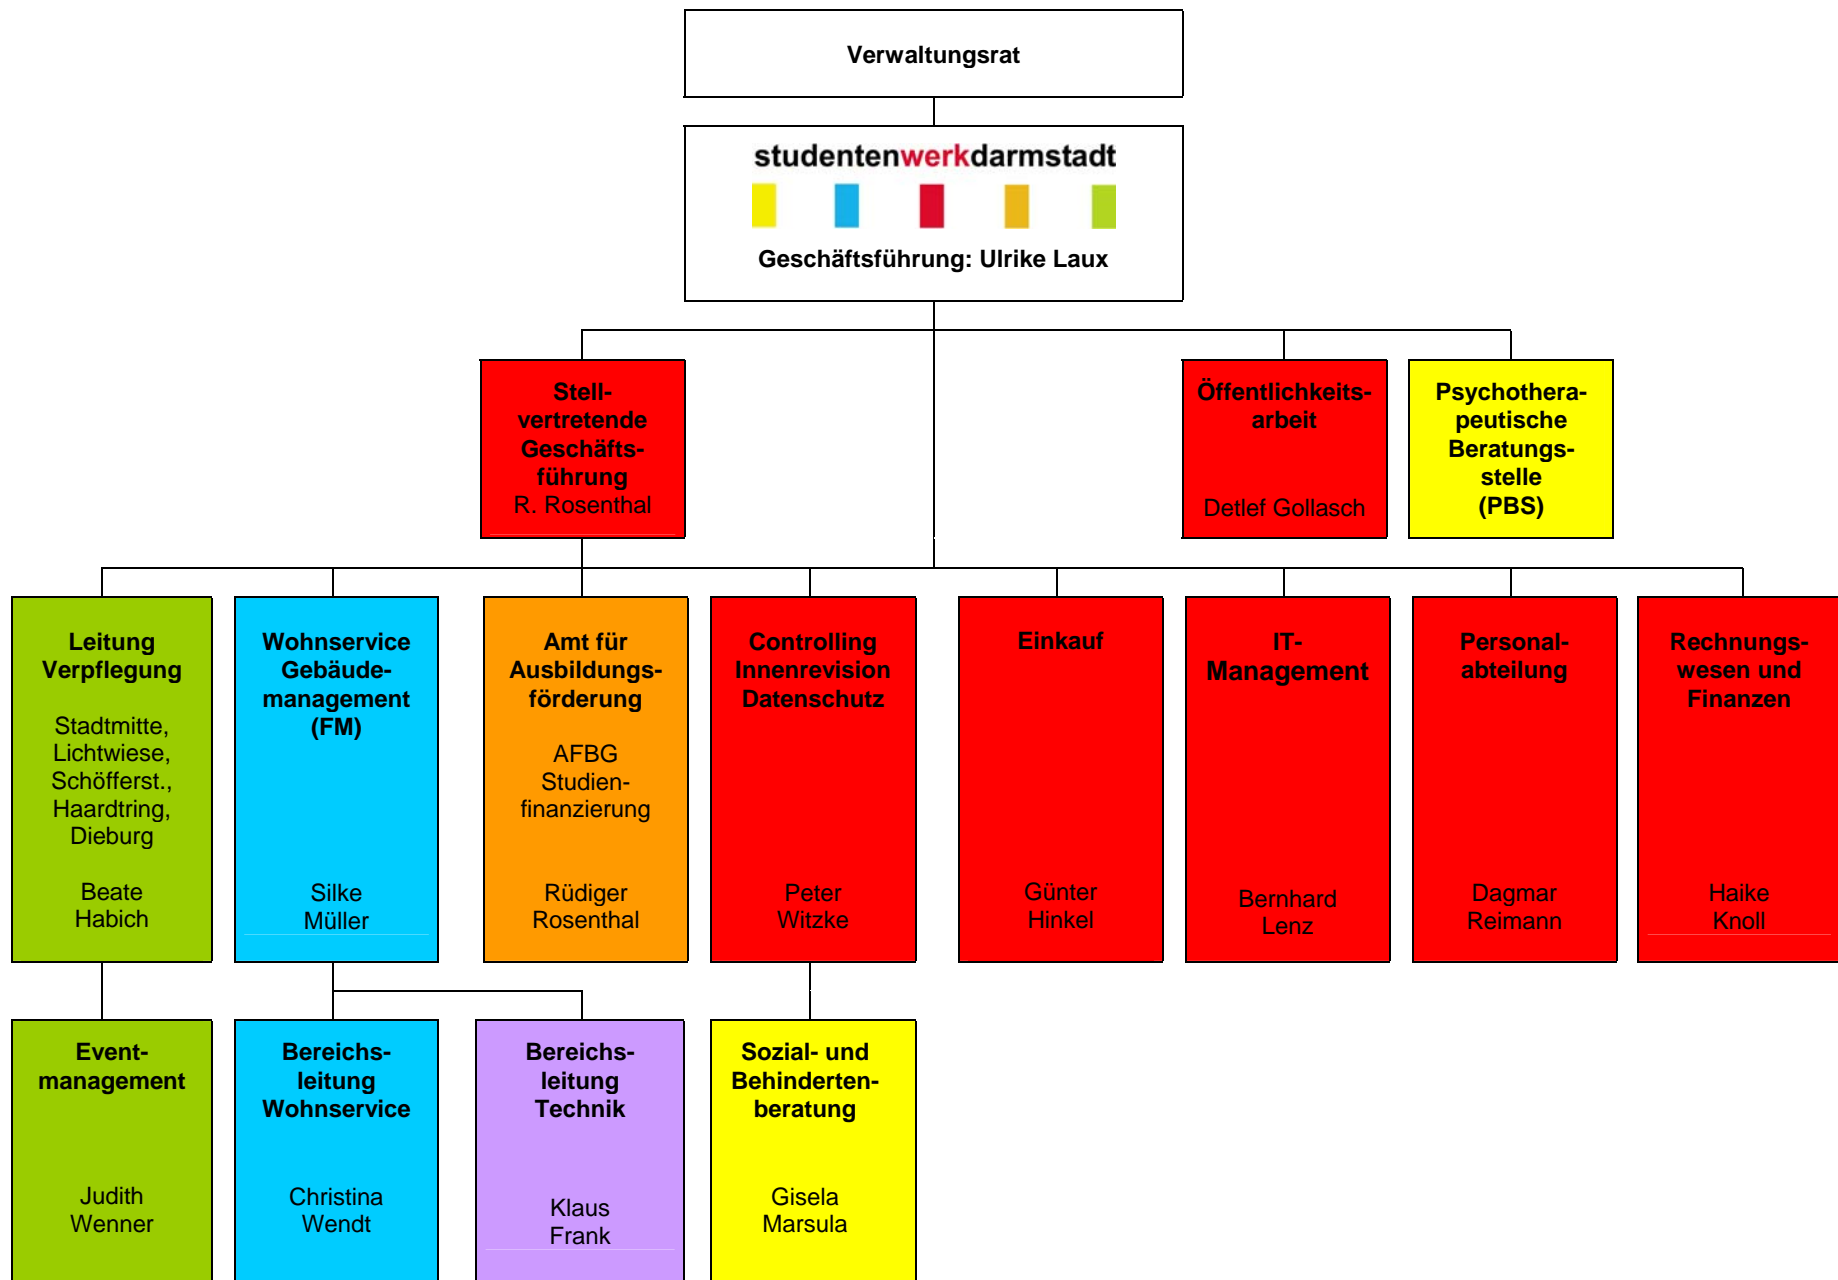 Verwaltungsrat
studentenwerkdarmstadt
Geschäftsführung: Ulrike Laux
Stell-
vertretende
Geschäfts-
führung
R. Rosenthal
Öffentlichkeits-
arbeit
Detlef Gollasch
Psychothera-
peutische
Beratungs-
stelle
(PBS)
Leitung
Verpflegung
Stadtmitte,
Lichtwiese,
Schöfferst.,
Haardtring,
Dieburg
Beate
Habich
Wohnservice
Gebäude-
management
(FM)
Silke
Müller
Amt für
Ausbildungs-
förderung
AFBG
Studien-
finanzierung
Rüdiger
Rosenthal
Controlling
Innenrevision
Datenschutz
Peter
Witzke
Einkauf
Günter
Hinkel
IT-
Management
Bernhard
Lenz
Personal-
abteilung
Dagmar
Reimann
Rechnungs-
wesen und
Finanzen
Haike
Knoll
Event-
management
Judith
Wenner
Bereichs-
leitung
Wohnservice
Christina
Wendt
Bereichs-
leitung
Technik
Klaus
Frank
Sozial- und
Behinderten-
beratung
Gisela
Marsula